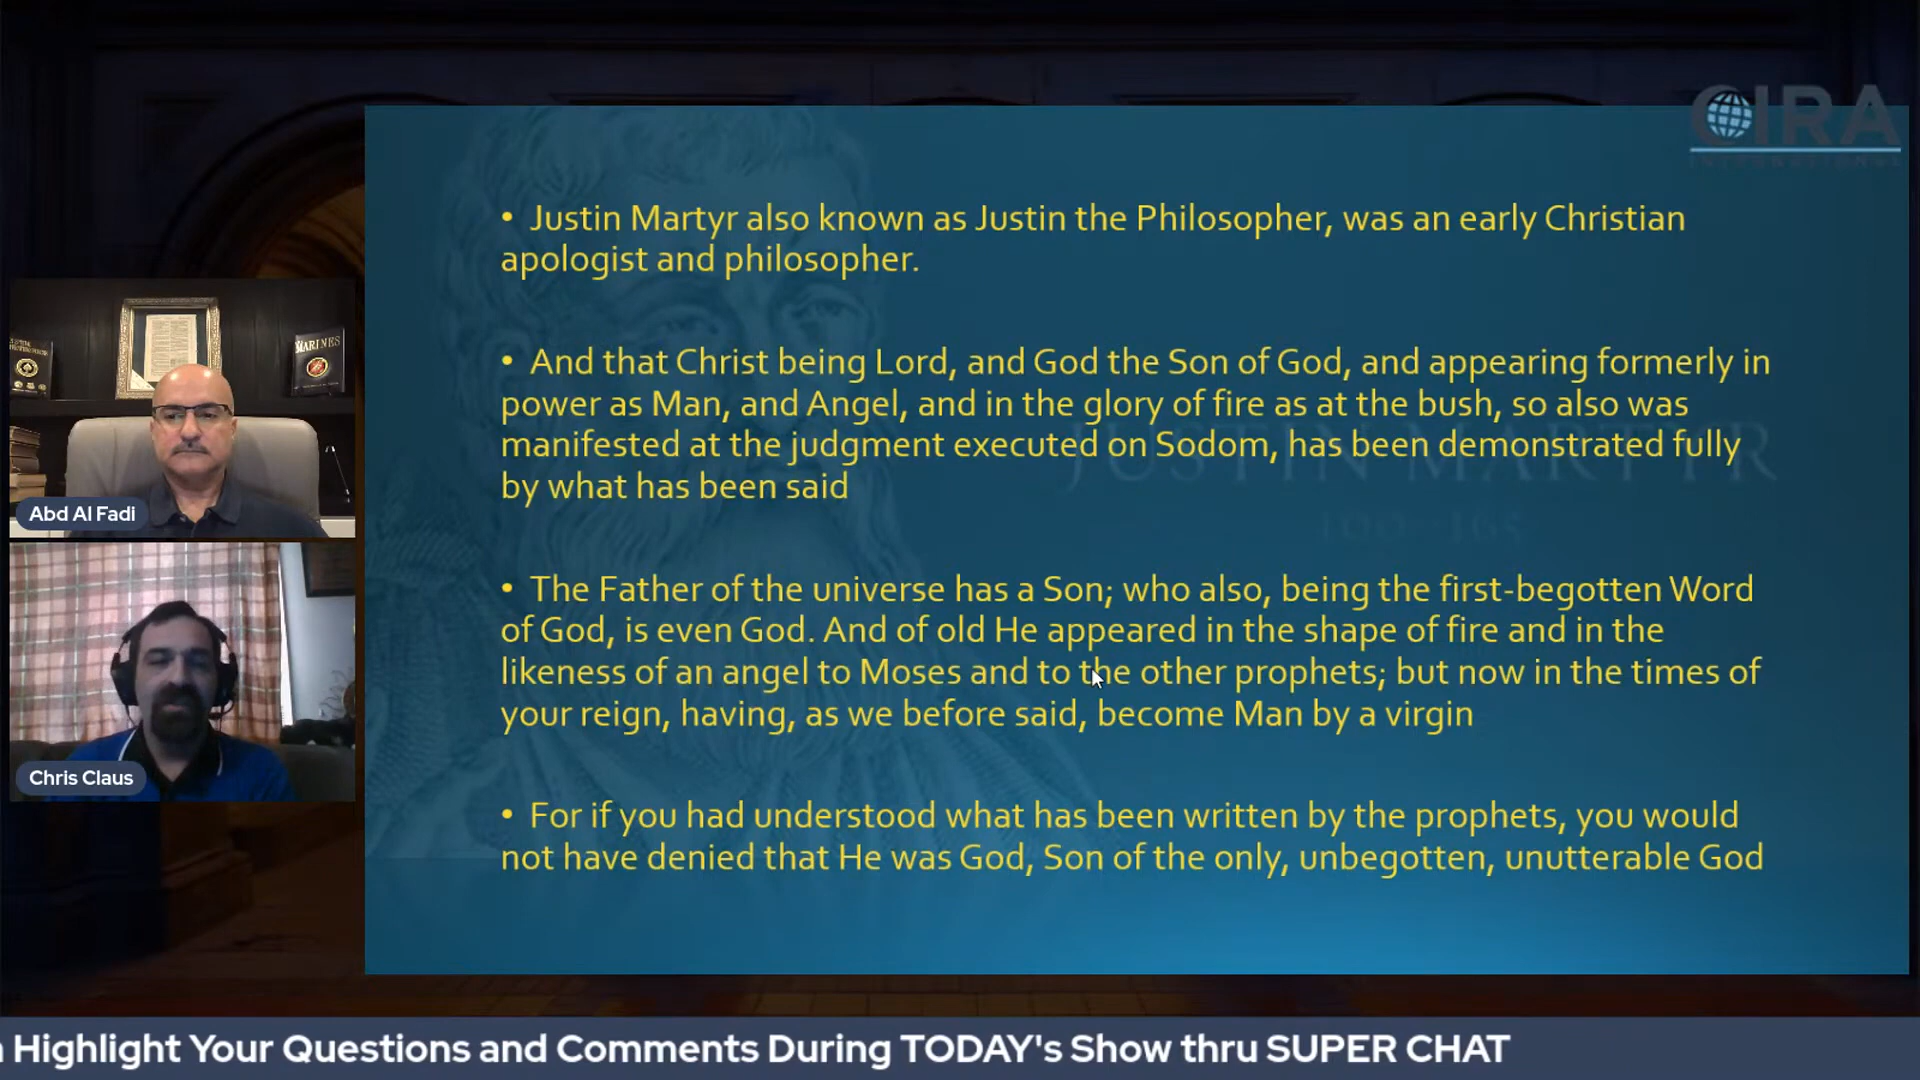 CIRA
INTERNATIONAL
• Justin Martyr also known as Justin the Philosopher, was an early Christian
apologist and philosopher.
• And that Christ being Lord, and God the Son of God, and appearing formerly in
power as Man, and Angel, and in the glory of fire as at the bush, so also was
manifested at the judgment executed on Sodom, has been demonstrated fully
by what has been said
JUSTIN MARTYR
100 - 165
• The Father of the universe has a Son; who also, being the first-begotten Word
of God, is even God. And of old He appeared in the shape of fire and in the
likeness of an angel to Moses and to the other prophets; but now in the times of
your reign, having, as we before said, become Man by a virgin
• For if you had understood what has been written by the prophets, you would
not have denied that He was God, Son of the only, unbegotten, unutterable God
MARINES
Abd Al Fadi
Chris Claus
Highlight Your Questions and Comments During TODAY's Show thru SUPER CHAT